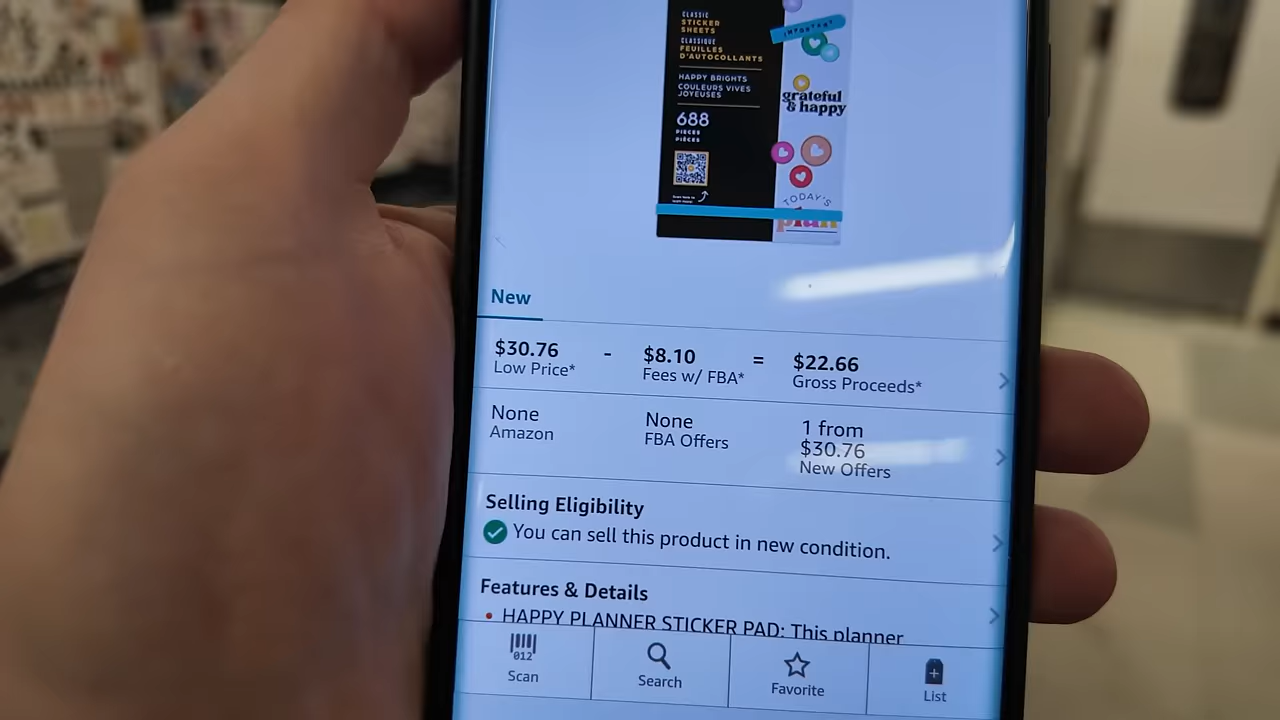 CLASSIC
STICKER
SHEETS
CLASSIQUE
FEUILLES
D'AUTOCOLLANTS
HAPPY BRIGHTS
COULEURS VIVES
JOYEUSES
688
PIECES
PIÈCES
IMPORTANT
grateful
& happy
TODAY'S
plan
New
$30.76 - $8.10 = $22.66
Low Price* Fees w/ FBA* Gross Proceeds*
None None 1 from
Amazon FBA Offers $30.76
New Offers
Selling Eligibility
You can sell this product in new condition.
Features & Details
• HAPPY PLANNER STICKER PAD: This planner
012
Scan Search Favorite List